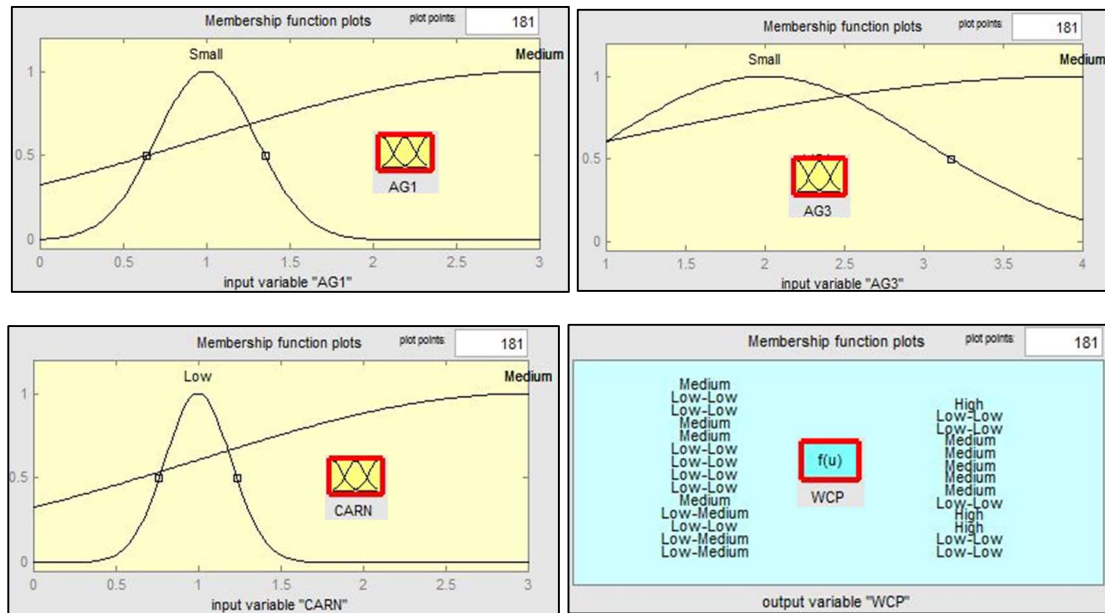 Membership function plots plot points: 181
Small Medium
1
0.5
0
AG1
0 0.5 1 1.5 2 2.5 3
input variable "AG1"
Membership function plots plot points: 181
Small Medium
1
0.5
0
AG3
1 1.5 2 2.5 3 3.5 4
input variable "AG3"
Membership function plots plot points: 181
Low Medium
1
0.5
0
CARN
0 0.5 1 1.5 2 2.5 3
input variable "CARN"
Membership function plots plot points: 181
Medium
Low-Low
Low-Low
Medium
Medium
Low-Low
Low-Low
Low-Low
Low-Low
Medium
Low-Medium
Low-Low
Low-Medium
Low-Medium
f(u)
WCP
High
Low-Low
Low-Low
Medium
Medium
Medium
Medium
Low-Low
High
High
Low-Low
Low-Low
output variable "WCP"